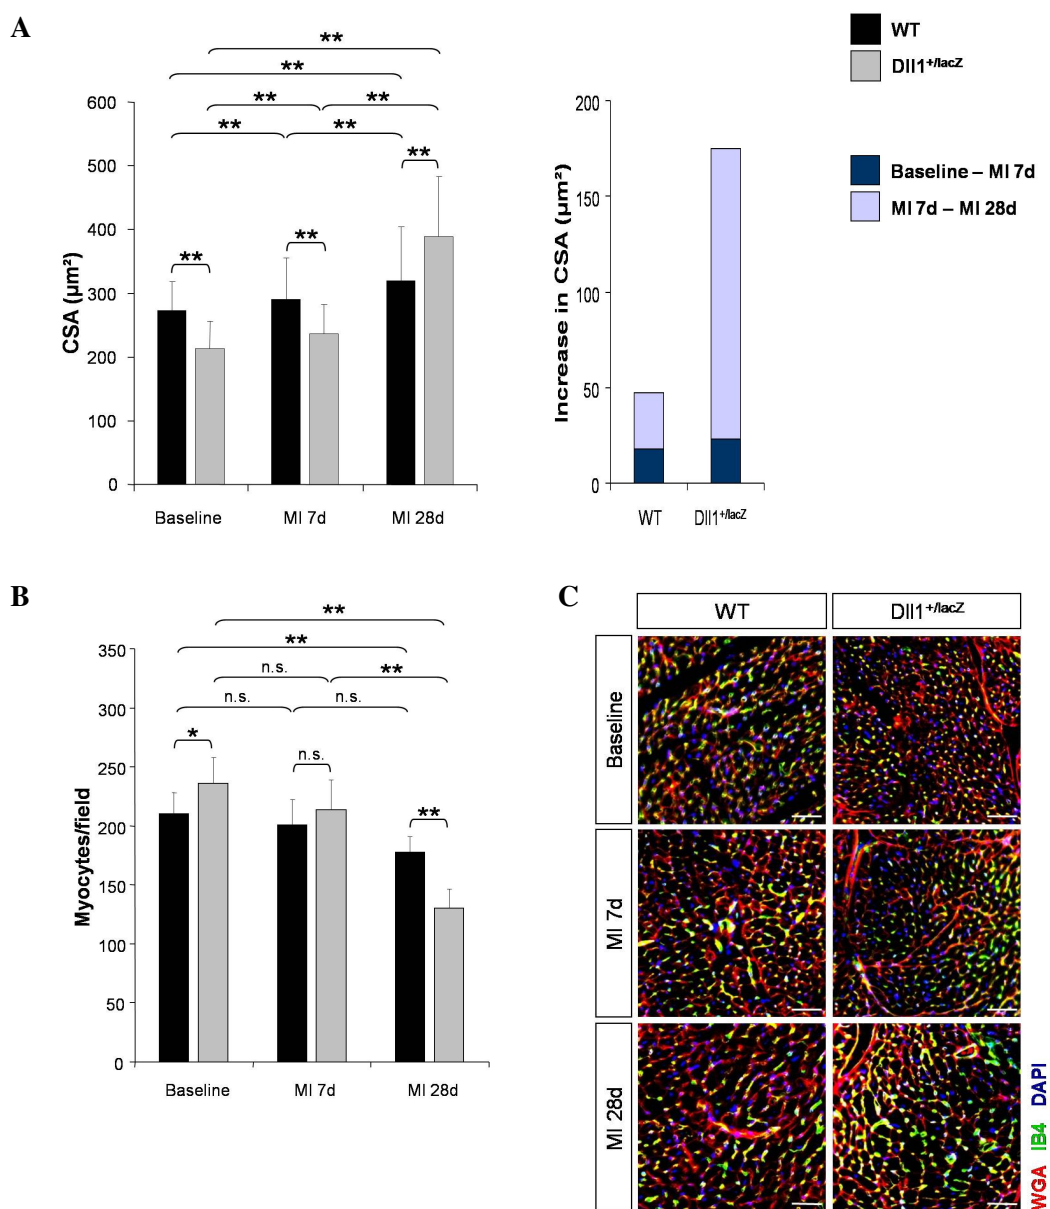 A
WT
Dll1+/lacZ
Baseline – MI 7d
MI 7d – MI 28d
**
**
**
**
**
**
**
**
**
CSA (µm²)
600
500
400
300
200
100
0
Baseline
MI 7d
MI 28d
Increase in CSA (µm²)
200
150
100
50
0
WT
Dll1+/lacZ
B
**
**
n.s.
**
n.s.
n.s.
*
n.s.
**
Myocytes/field
350
300
250
200
150
100
50
0
Baseline
MI 7d
MI 28d
C
WT
Dll1+/lacZ
Baseline
MI 7d
MI 28d
WGA IB4 DAPI